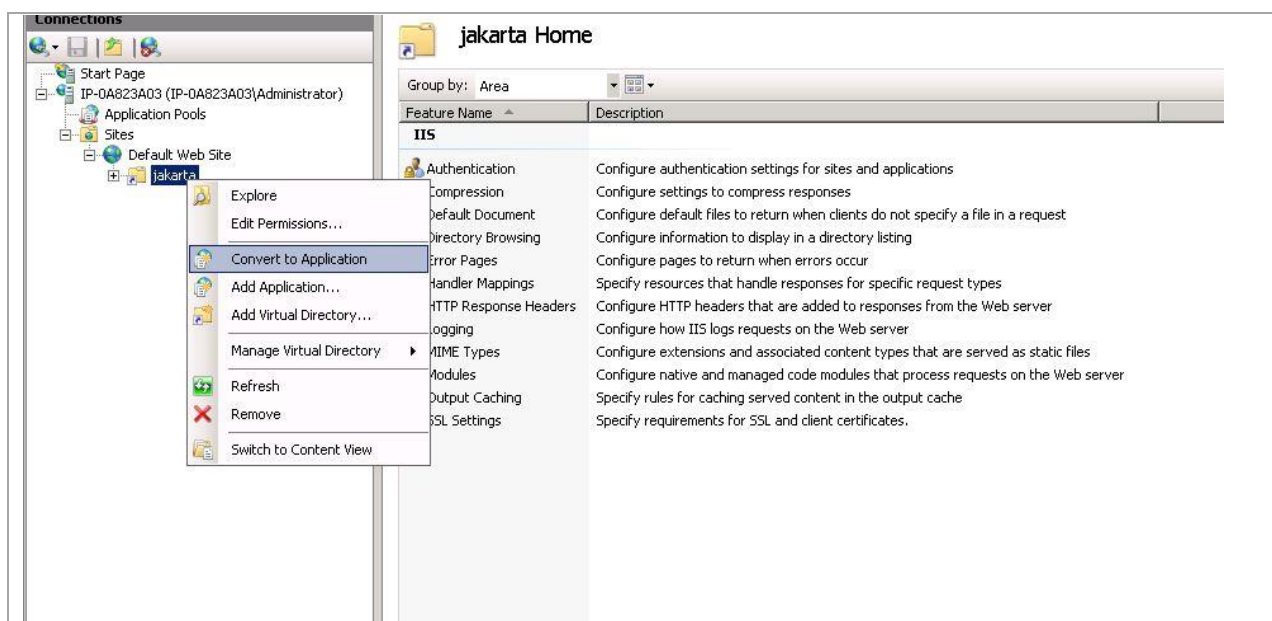 Connections
Start Page
IP-0A823A03 (IP-0A823A03\Administrator)
Application Pools
Sites
Default Web Site
jakarta
Explore
Edit Permissions...
Convert to Application
Add Application...
Add Virtual Directory...
Manage Virtual Directory
Refresh
Remove
Switch to Content View
jakarta Home
Group by: Area
Feature Name Description
IIS
Authentication Configure authentication settings for sites and applications
Compression Configure settings to compress responses
Default Document Configure default files to return when clients do not specify a file in a request
Directory Browsing Configure information to display in a directory listing
Error Pages Configure pages to return when errors occur
Handler Mappings Specify resources that handle responses for specific request types
HTTP Response Headers Configure HTTP headers that are added to responses from the Web server
Logging Configure how IIS logs requests on the Web server
MIME Types Configure extensions and associated content types that are served as static files
Modules Configure native and managed code modules that process requests on the Web server
Output Caching Specify rules for caching served content in the output cache
SSL Settings Specify requirements for SSL and client certificates.